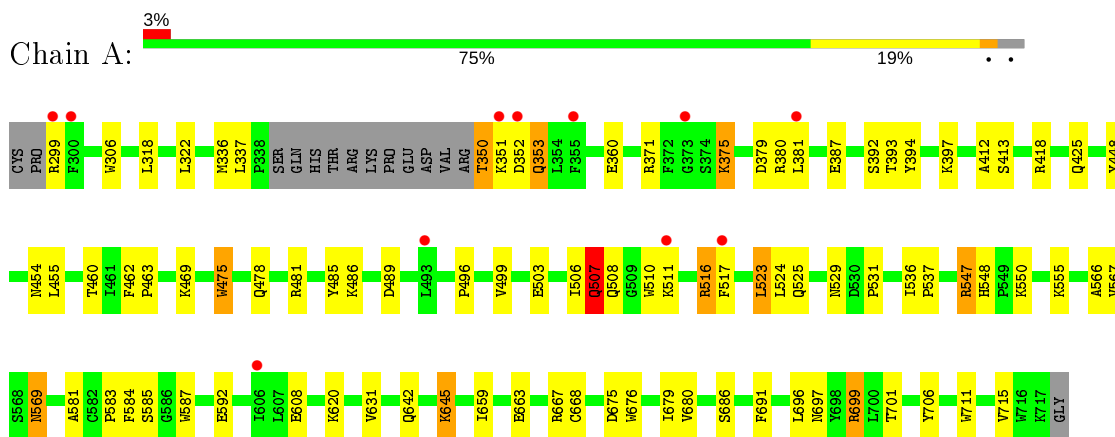 3%
Chain A:
75% 19% • •
CYS PRO R299 F300 W306 L318 L322 M336 L337 P338 SER GLN HIS THR ARG LYS PRO GLU ASP VAL ARG T350 K351 D352 Q353 L354 F355 E360 R371 F372 G373 S374 K375 D379 R380 L381 E387 S392 T393 Y394 K397 A412 S413 R418 Q425 Y448
N454 L455 T460 I461 F462 P463 K469 W475 Q478 R481 Y485 K486 D489 L493 P496 V499 E503 I506 Q507 Q508 G509 W510 K511 R516 F517 L523 L524 Q525 N529 D530 P531 I536 P537 R547 H548 P549 K550 K555 A566 V567
S568 N569 A581 C582 P583 F584 S585 G586 W587 E592 I606 L607 E608 K620 V631 Q642 K645 I659 E663 R667 C668 D675 W676 I679 V680 S686 F691 L696 N697 Y698 R699 L700 T701 Y706 W711 V715 W716 K717 GLY